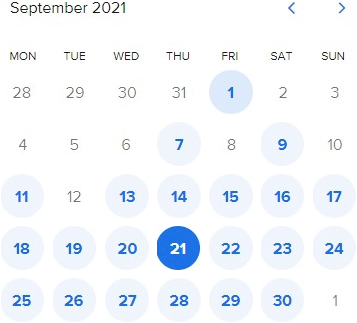 September 2021 < >
MON TUE WED THU FRI SAT SUN
28 29 30 31 1 2 3
4 5 6 7 8 9 10
11 12 13 14 15 16 17
18 19 20 21 22 23 24
25 26 27 28 29 30 1